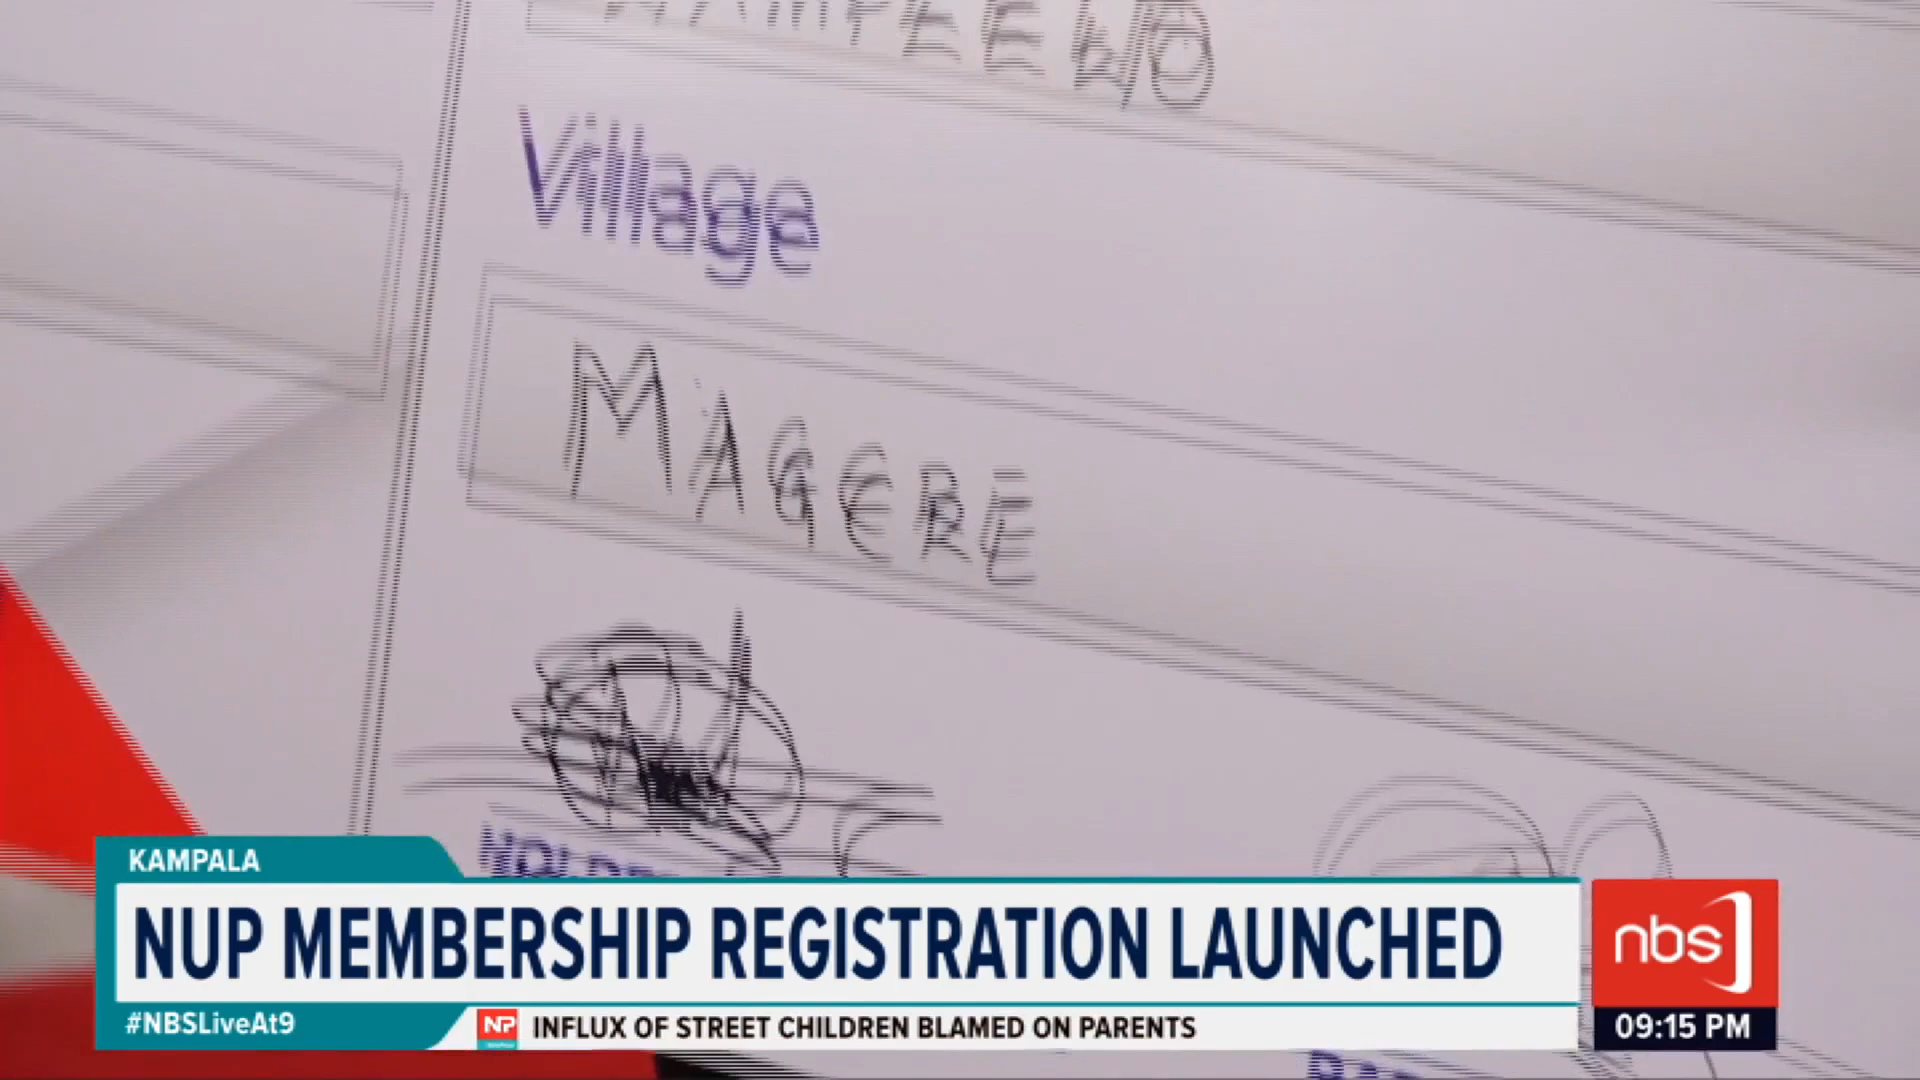 Village
MAGERE
KAMPALA
NUP MEMBERSHIP REGISTRATION LAUNCHED
nbs
#NBSLiveAt9
NP
INFLUX OF STREET CHILDREN BLAMED ON PARENTS
09:15 PM